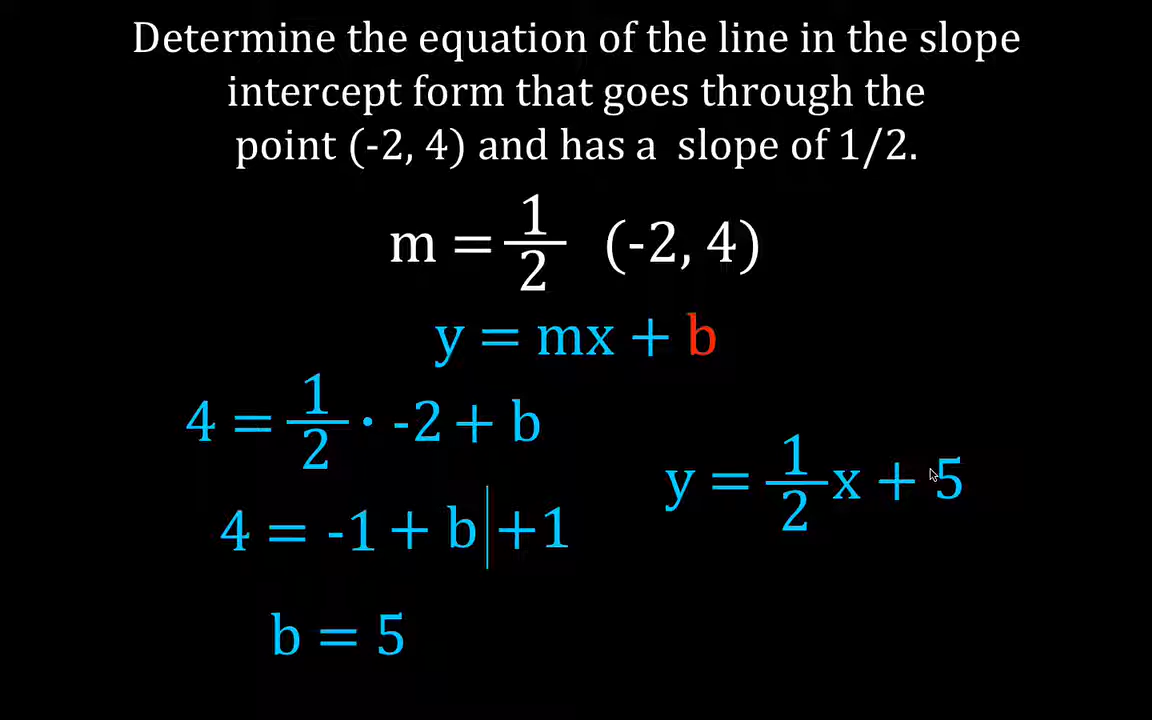 Determine the equation of the line in the slope
intercept form that goes through the
point (-2, 4) and has a slope of 1/2.
m = 1/2 (-2, 4)
y = mx + b
4 = 1/2 · -2 + b
4 = -1 + b | +1
b = 5
y = 1/2 x + 5